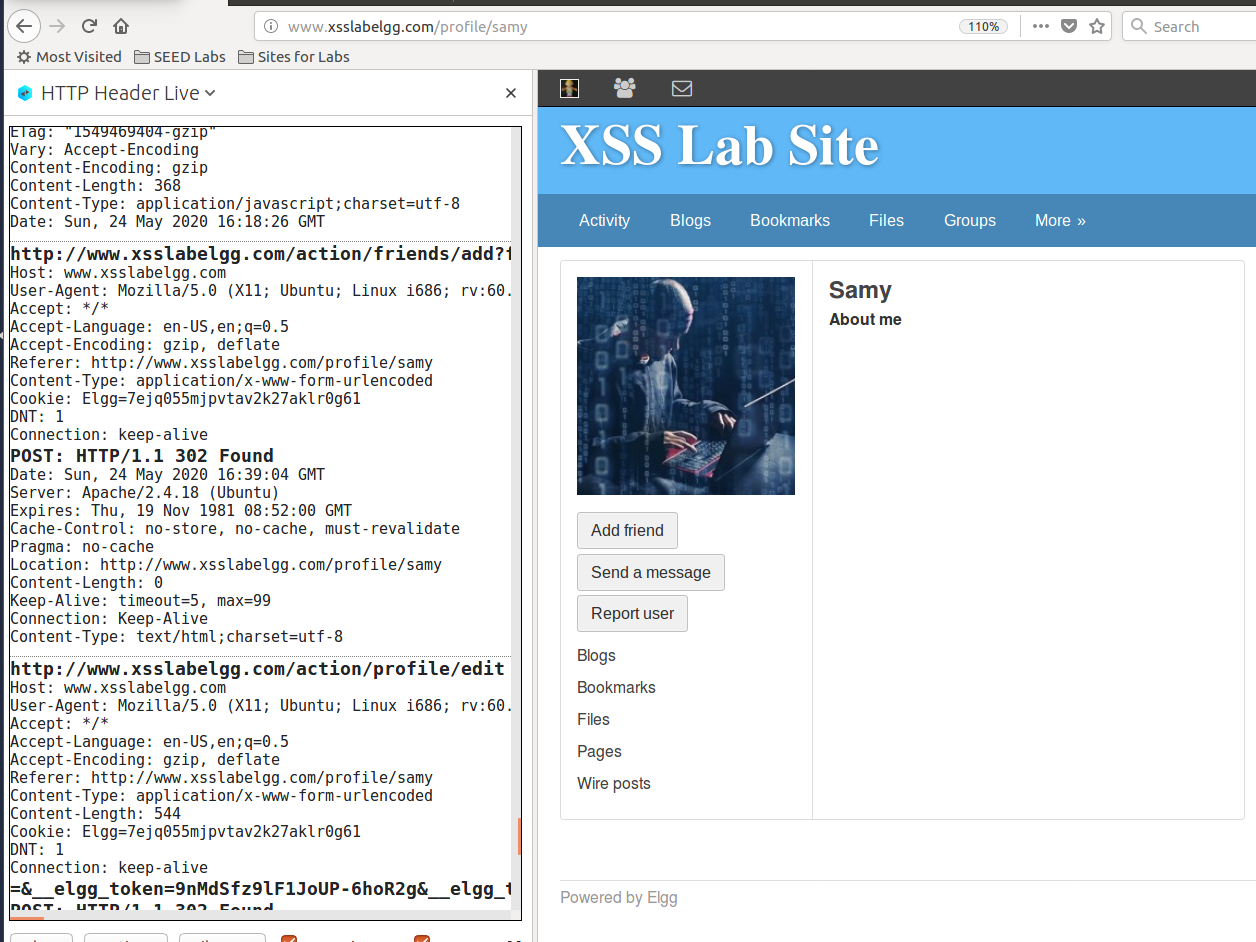 www.xsslabelgg.com/profile/samy
110%
Search
Most Visited
SEED Labs
Sites for Labs
HTTP Header Live
ETag: "1549469404-gzip"
Vary: Accept-Encoding
Content-Encoding: gzip
Content-Length: 368
Content-Type: application/javascript;charset=utf-8
Date: Sun, 24 May 2020 16:18:26 GMT
http://www.xsslabelgg.com/action/friends/add?f
Host: www.xsslabelgg.com
User-Agent: Mozilla/5.0 (X11; Ubuntu; Linux i686; rv:60.
Accept: */*
Accept-Language: en-US,en;q=0.5
Accept-Encoding: gzip, deflate
Referer: http://www.xsslabelgg.com/profile/samy
Content-Type: application/x-www-form-urlencoded
Cookie: Elgg=7ejq055mjpvtav2k27aklr0g61
DNT: 1
Connection: keep-alive
POST: HTTP/1.1 302 Found
Date: Sun, 24 May 2020 16:39:04 GMT
Server: Apache/2.4.18 (Ubuntu)
Expires: Thu, 19 Nov 1981 08:52:00 GMT
Cache-Control: no-store, no-cache, must-revalidate
Pragma: no-cache
Location: http://www.xsslabelgg.com/profile/samy
Content-Length: 0
Keep-Alive: timeout=5, max=99
Connection: Keep-Alive
Content-Type: text/html;charset=utf-8
http://www.xsslabelgg.com/action/profile/edit
Host: www.xsslabelgg.com
User-Agent: Mozilla/5.0 (X11; Ubuntu; Linux i686; rv:60.
Accept: */*
Accept-Language: en-US,en;q=0.5
Accept-Encoding: gzip, deflate
Referer: http://www.xsslabelgg.com/profile/samy
Content-Type: application/x-www-form-urlencoded
Content-Length: 544
Cookie: Elgg=7ejq055mjpvtav2k27aklr0g61
DNT: 1
Connection: keep-alive
=&__elgg_token=9nMdSfz9lF1JoUP-6hoR2g&__elgg_t
POST: HTTP/1.1 302 Found
XSS Lab Site
Activity
Blogs
Bookmarks
Files
Groups
More »
Samy
About me
Add friend
Send a message
Report user
Blogs
Bookmarks
Files
Pages
Wire posts
Powered by Elgg